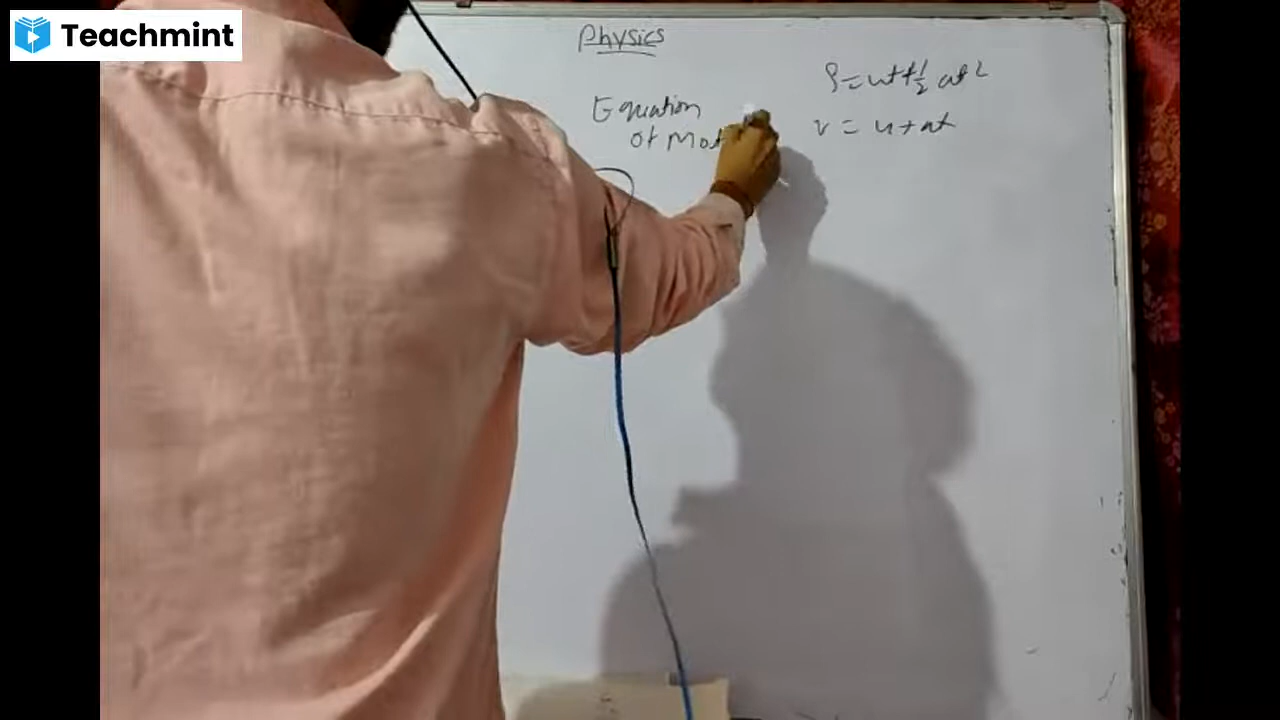 Teachmint
Physics
Equation
Of Mot
S = ut + 1/2 at²
v = u + at